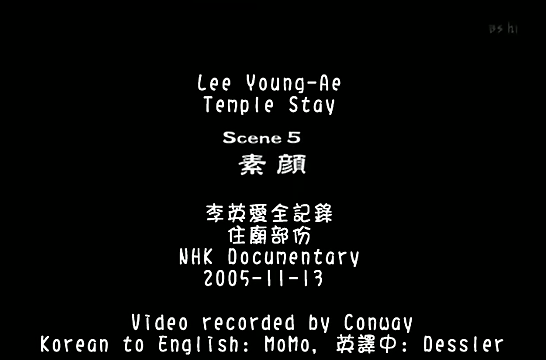 Lee Young-Ae
Temple Stay
Scene 5
素顔
李英愛全記錄
住廟部份
NHK Documentary
2005-11-13
Video recorded by Conway
Korean to English: MoMo, 英譯中: Dessler